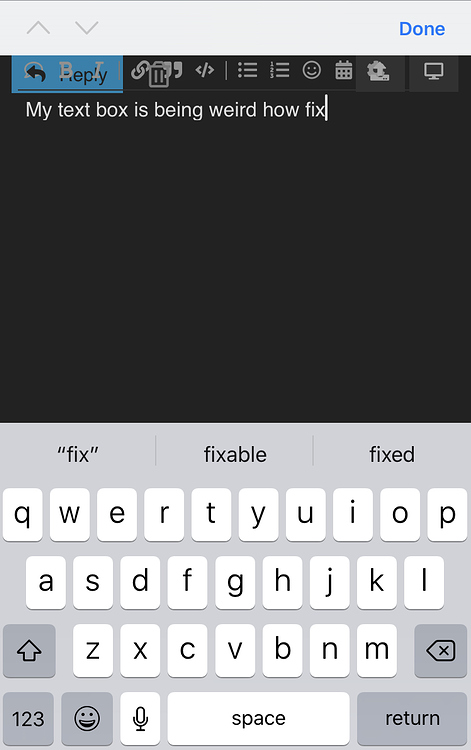 Done
Reply
B I
My text box is being weird how fix
“fix” fixable fixed
q w e r t y u i o p
a s d f g h j k l
z x c v b n m
123 space return